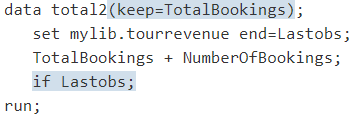 data total2(keep=TotalBookings);
set mylib.tourrevenue end=Lastobs;
TotalBookings + NumberOfBookings;
if Lastobs;
run;